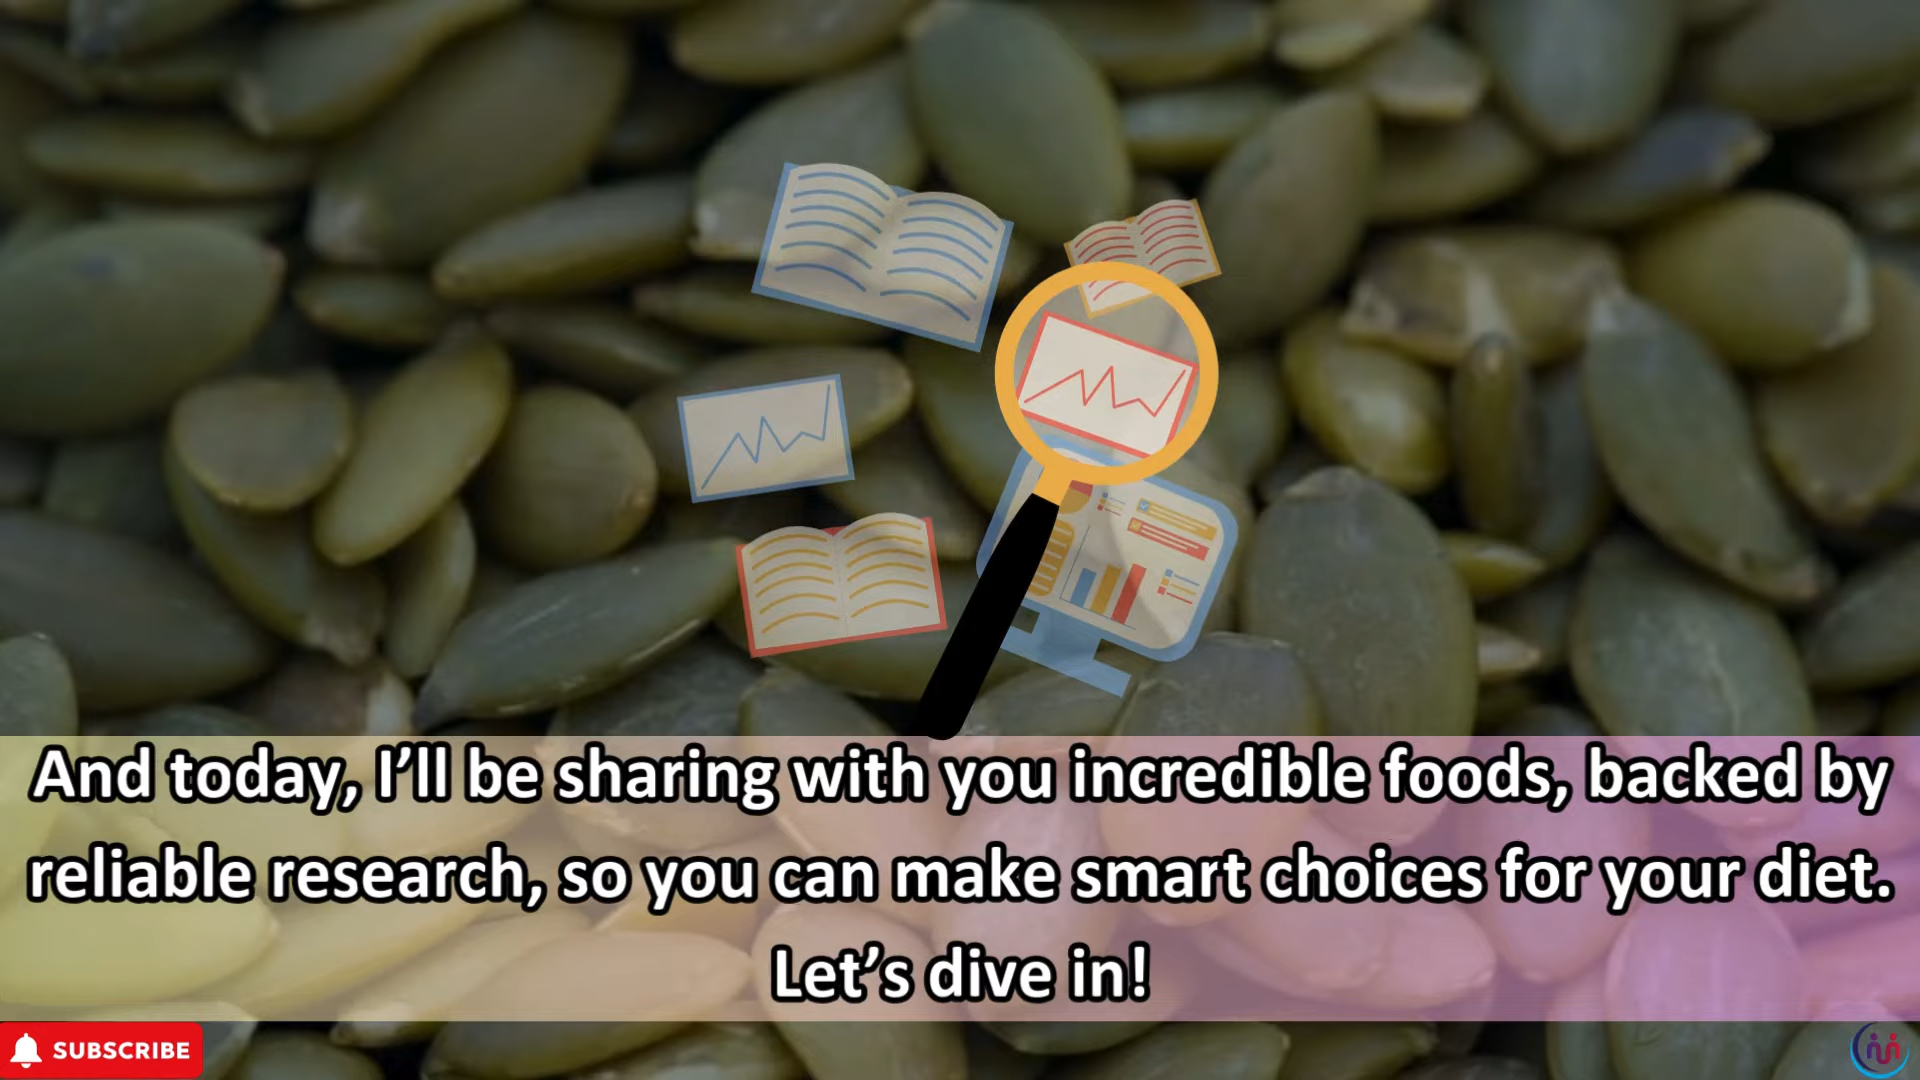 And today, I’ll be sharing with you incredible foods, backed by
reliable research, so you can make smart choices for your diet.
Let’s dive in!
SUBSCRIBE